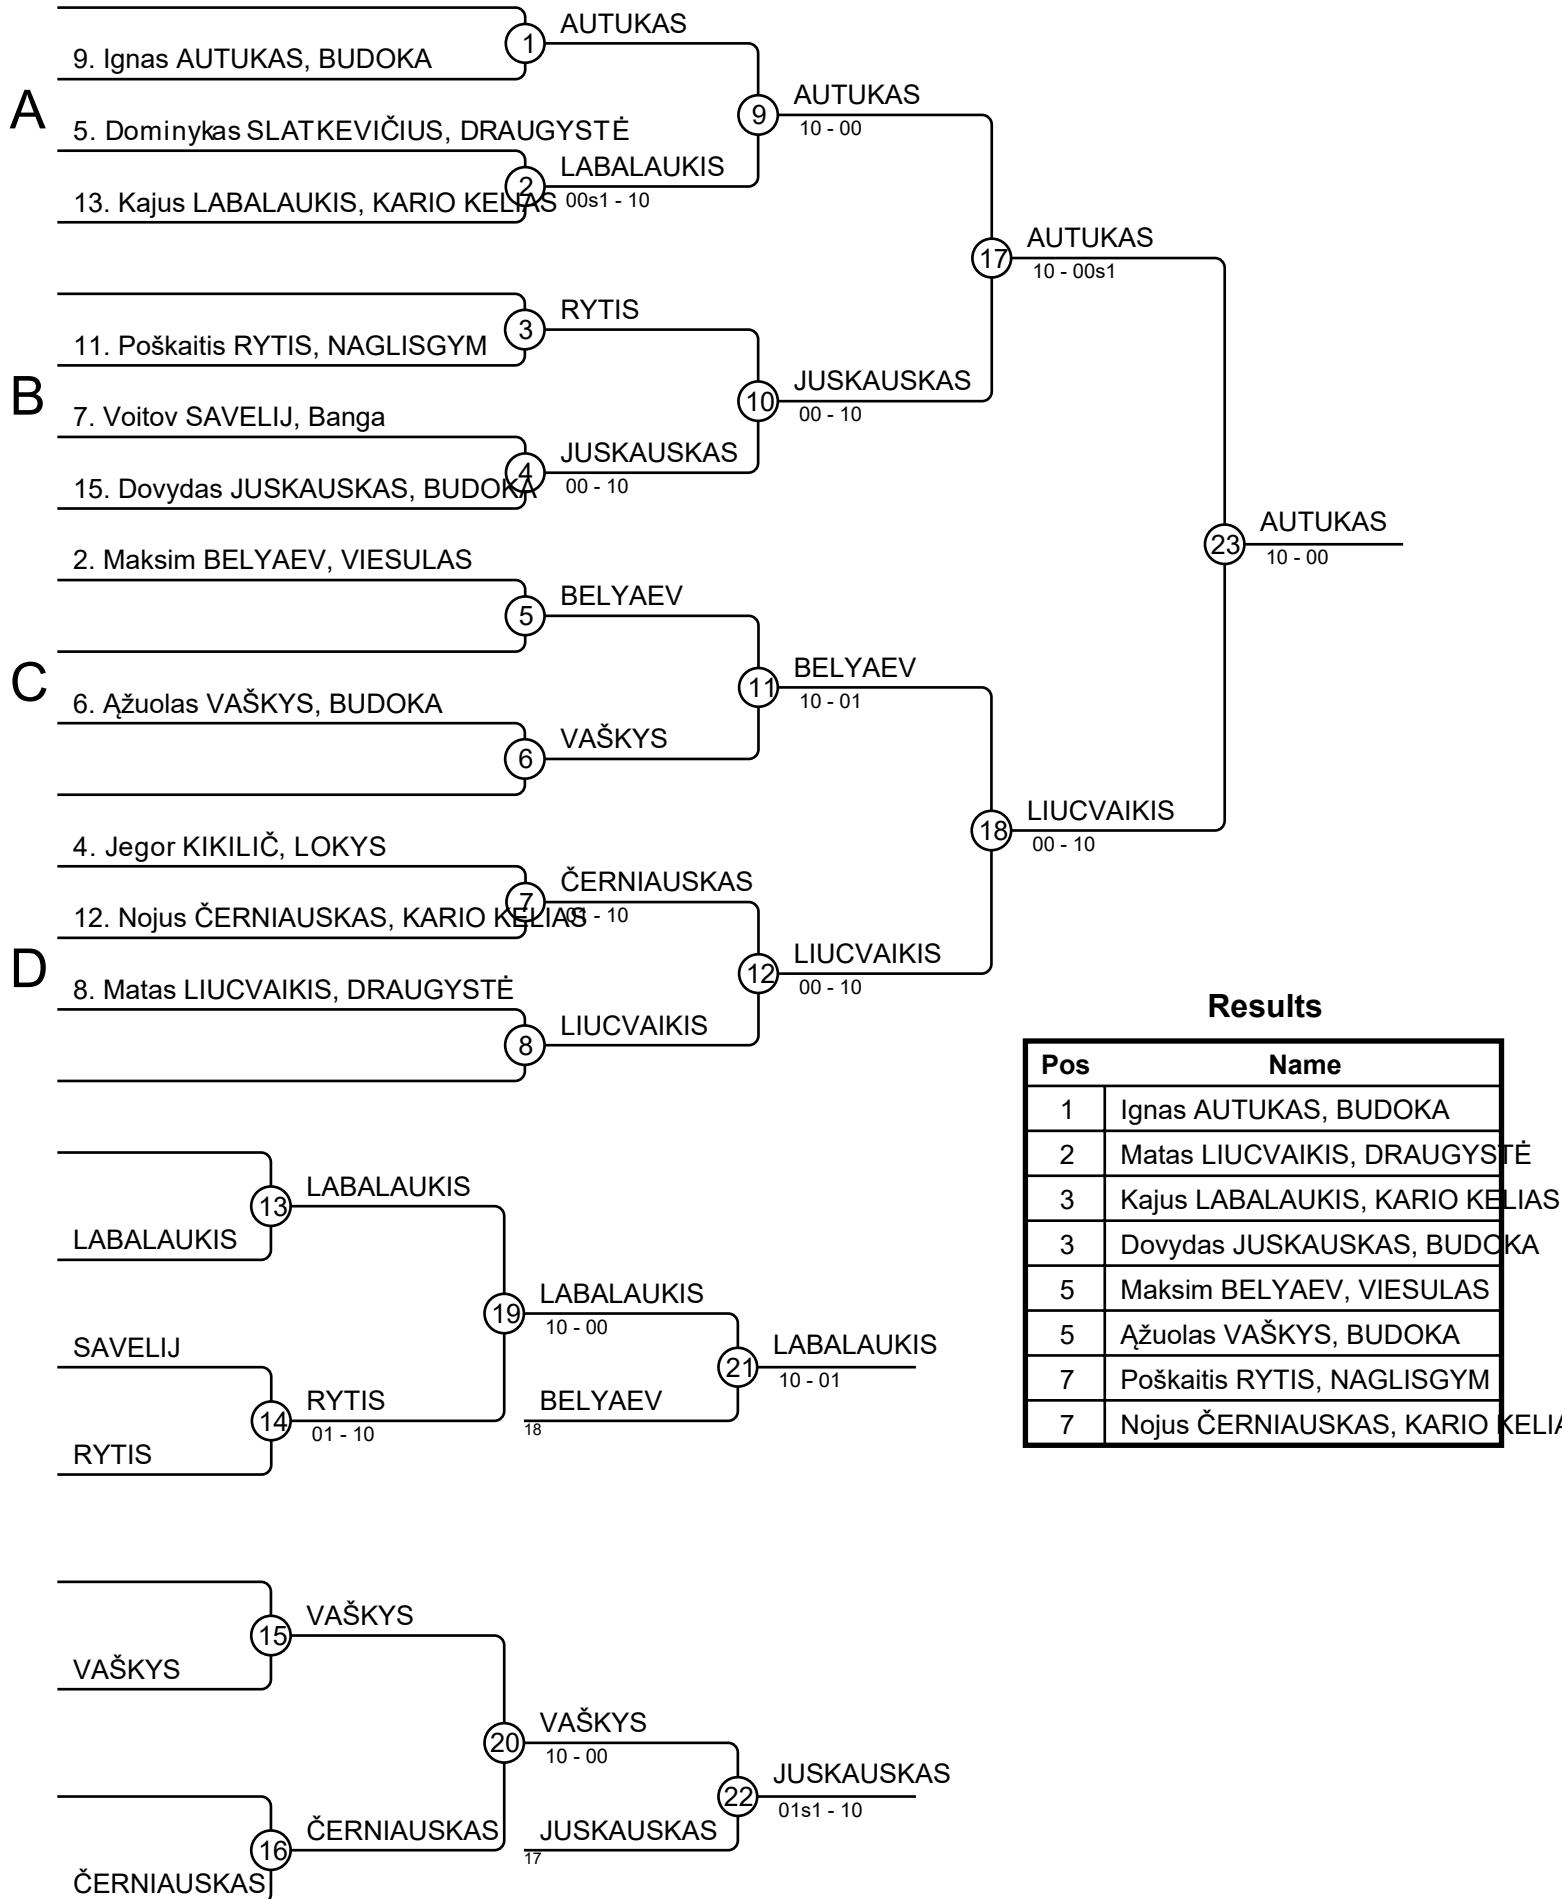 AUTUKAS
1
9. Ignas AUTUKAS, BUDOKA
AUTUKAS
9
10 - 00
A
5. Dominykas SLATKEVIČIUS, DRAUGYSTĖ
LABALAUKIS
2
00s1 - 10
13. Kajus LABALAUKIS, KARIO KELIAS
AUTUKAS
17
10 - 00s1
RYTIS
3
11. Poškaitis RYTIS, NAGLISGYM
JUSKAUSKAS
10
00 - 10
B
7. Voitov SAVELIJ, Banga
JUSKAUSKAS
4
00 - 10
15. Dovydas JUSKAUSKAS, BUDOKA
AUTUKAS
23
10 - 00
2. Maksim BELYAEV, VIESULAS
BELYAEV
5
BELYAEV
11
10 - 01
C
6. Ąžuolas VAŠKYS, BUDOKA
VAŠKYS
6
LIUCVAIKIS
18
00 - 10
4. Jegor KIKILIČ, LOKYS
ČERNIAUSKAS
7
01 - 10
12. Nojus ČERNIAUSKAS, KARIO KELIAS
LIUCVAIKIS
12
00 - 10
D
8. Matas LIUCVAIKIS, DRAUGYSTĖ
LIUCVAIKIS
8
Results
Pos Name
1 Ignas AUTUKAS, BUDOKA
2 Matas LIUCVAIKIS, DRAUGYSTĖ
3 Kajus LABALAUKIS, KARIO KELIAS
3 Dovydas JUSKAUSKAS, BUDOKA
5 Maksim BELYAEV, VIESULAS
5 Ąžuolas VAŠKYS, BUDOKA
7 Poškaitis RYTIS, NAGLISGYM
7 Nojus ČERNIAUSKAS, KARIO KELIA
LABALAUKIS
13
LABALAUKIS
LABALAUKIS
19
10 - 00
SAVELIJ
LABALAUKIS
21
10 - 01
RYTIS
14
01 - 10
BELYAEV
18
RYTIS
VAŠKYS
15
VAŠKYS
VAŠKYS
20
10 - 00
JUSKAUSKAS
22
01s1 - 10
ČERNIAUSKAS
16
JUSKAUSKAS
17
ČERNIAUSKAS